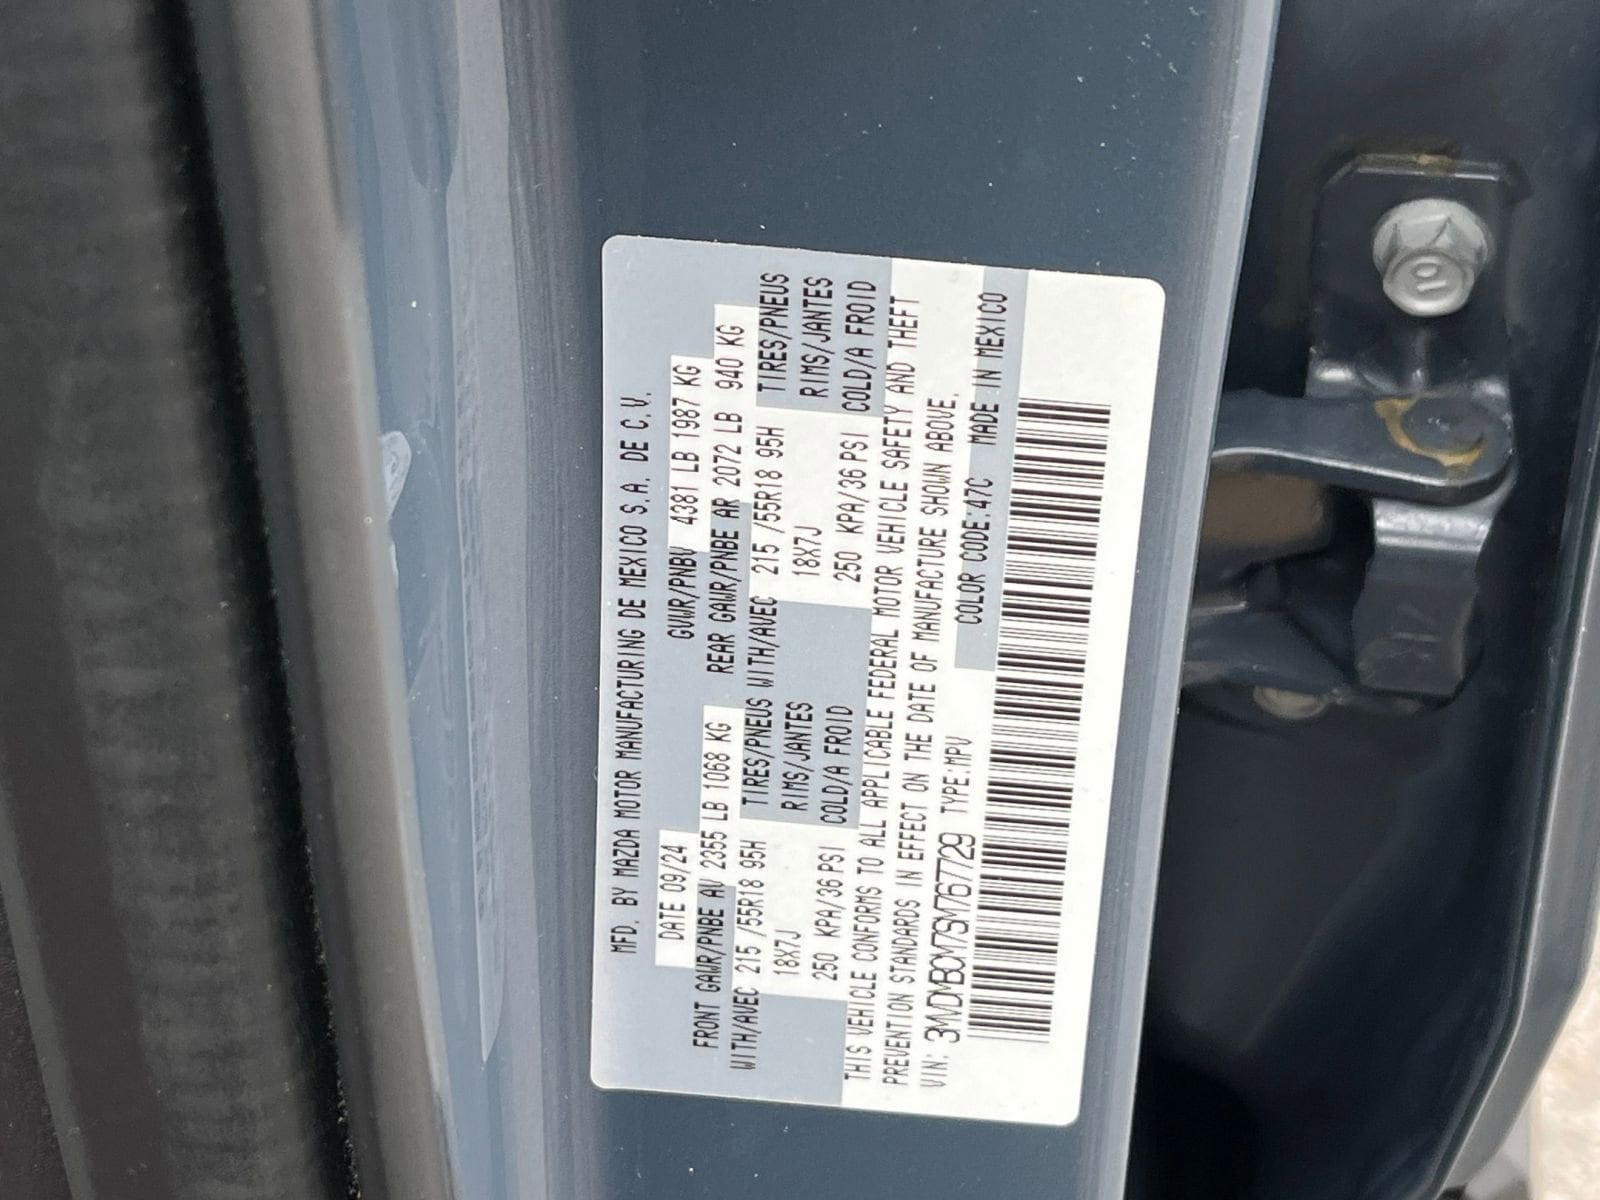 MFD. BY MAZDA MOTOR MANUFACTURING DE MEXICO S.A. DE C.V.
DATE 09/24 GVWR/PNBV 4381 LB 1987 KG
FRONT GAWR/PNBE AV 2355 LB 1068 KG REAR GAWR/PNBE AR 2072 LB 940 KG
WITH/AVEC 215 /55R18 95H TIRES/PNEUS WITH/AVEC 215 /55R18 95H TIRES/PNEUS
18X7J RIMS/JANTES 18X7J RIMS/JANTES
250 KPA/36 PSI COLD/A FROID 250 KPA/36 PSI COLD/A FROID
THIS VEHICLE CONFORMS TO ALL APPLICABLE FEDERAL MOTOR VEHICLE SAFETY AND THEFT
PREVENTION STANDARDS IN EFFECT ON THE DATE OF MANUFACTURE SHOWN ABOVE.
VIN: 3MVDMBCM7SM767729 TYPE:MPV COLOR CODE:47C MADE IN MEXICO